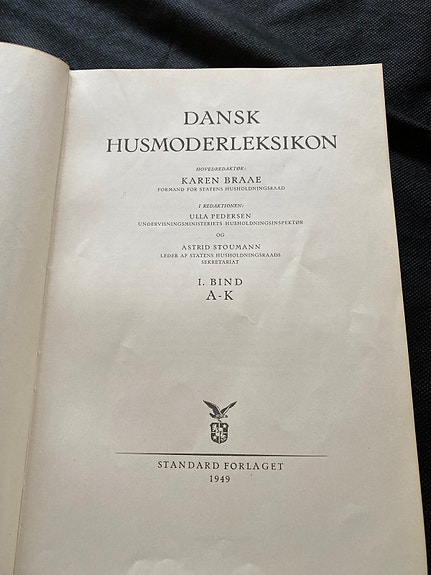 DANSK
HUSMODERLEKSIKON
HOVEDREDAKTØR:
KAREN BRAAE
FORMAND FOR STATENS HUSHOLDNINGSRAAD
I REDAKTIONEN:
ULLA PEDERSEN
UNDERVISNINGSMINISTERIETS HUSHOLDNINGSINSPEKTØR
OG
ASTRID STOUMANN
LEDER AF STATENS HUSHOLDNINGSRAADS
SEKRETARIAT
I. BIND
A-K
STANDARD FORLAGET
1949